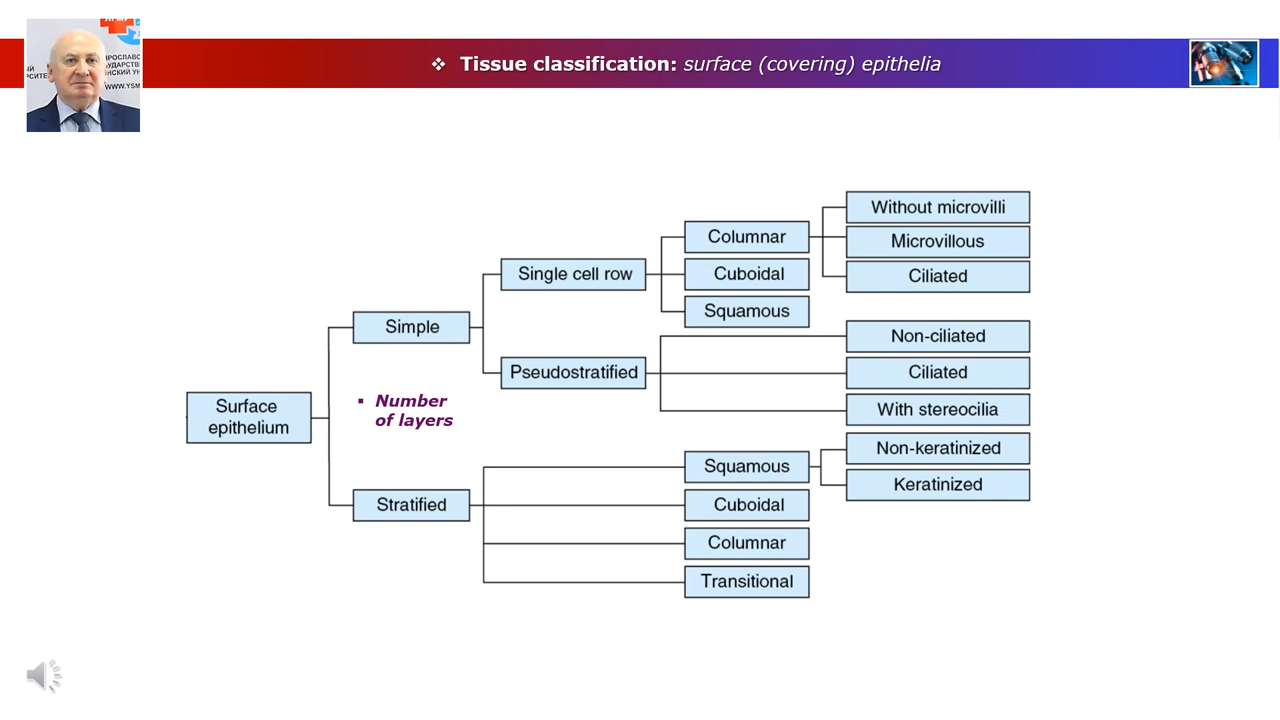 ❖ Tissue classification: surface (covering) epithelia
WWW.YSM
Without microvilli
Columnar
Microvillous
Single cell row
Cuboidal
Ciliated
Squamous
Simple
Non-ciliated
Pseudostratified
Ciliated
▪ Number
of layers
With stereocilia
Surface
epithelium
Non-keratinized
Squamous
Keratinized
Stratified
Cuboidal
Columnar
Transitional